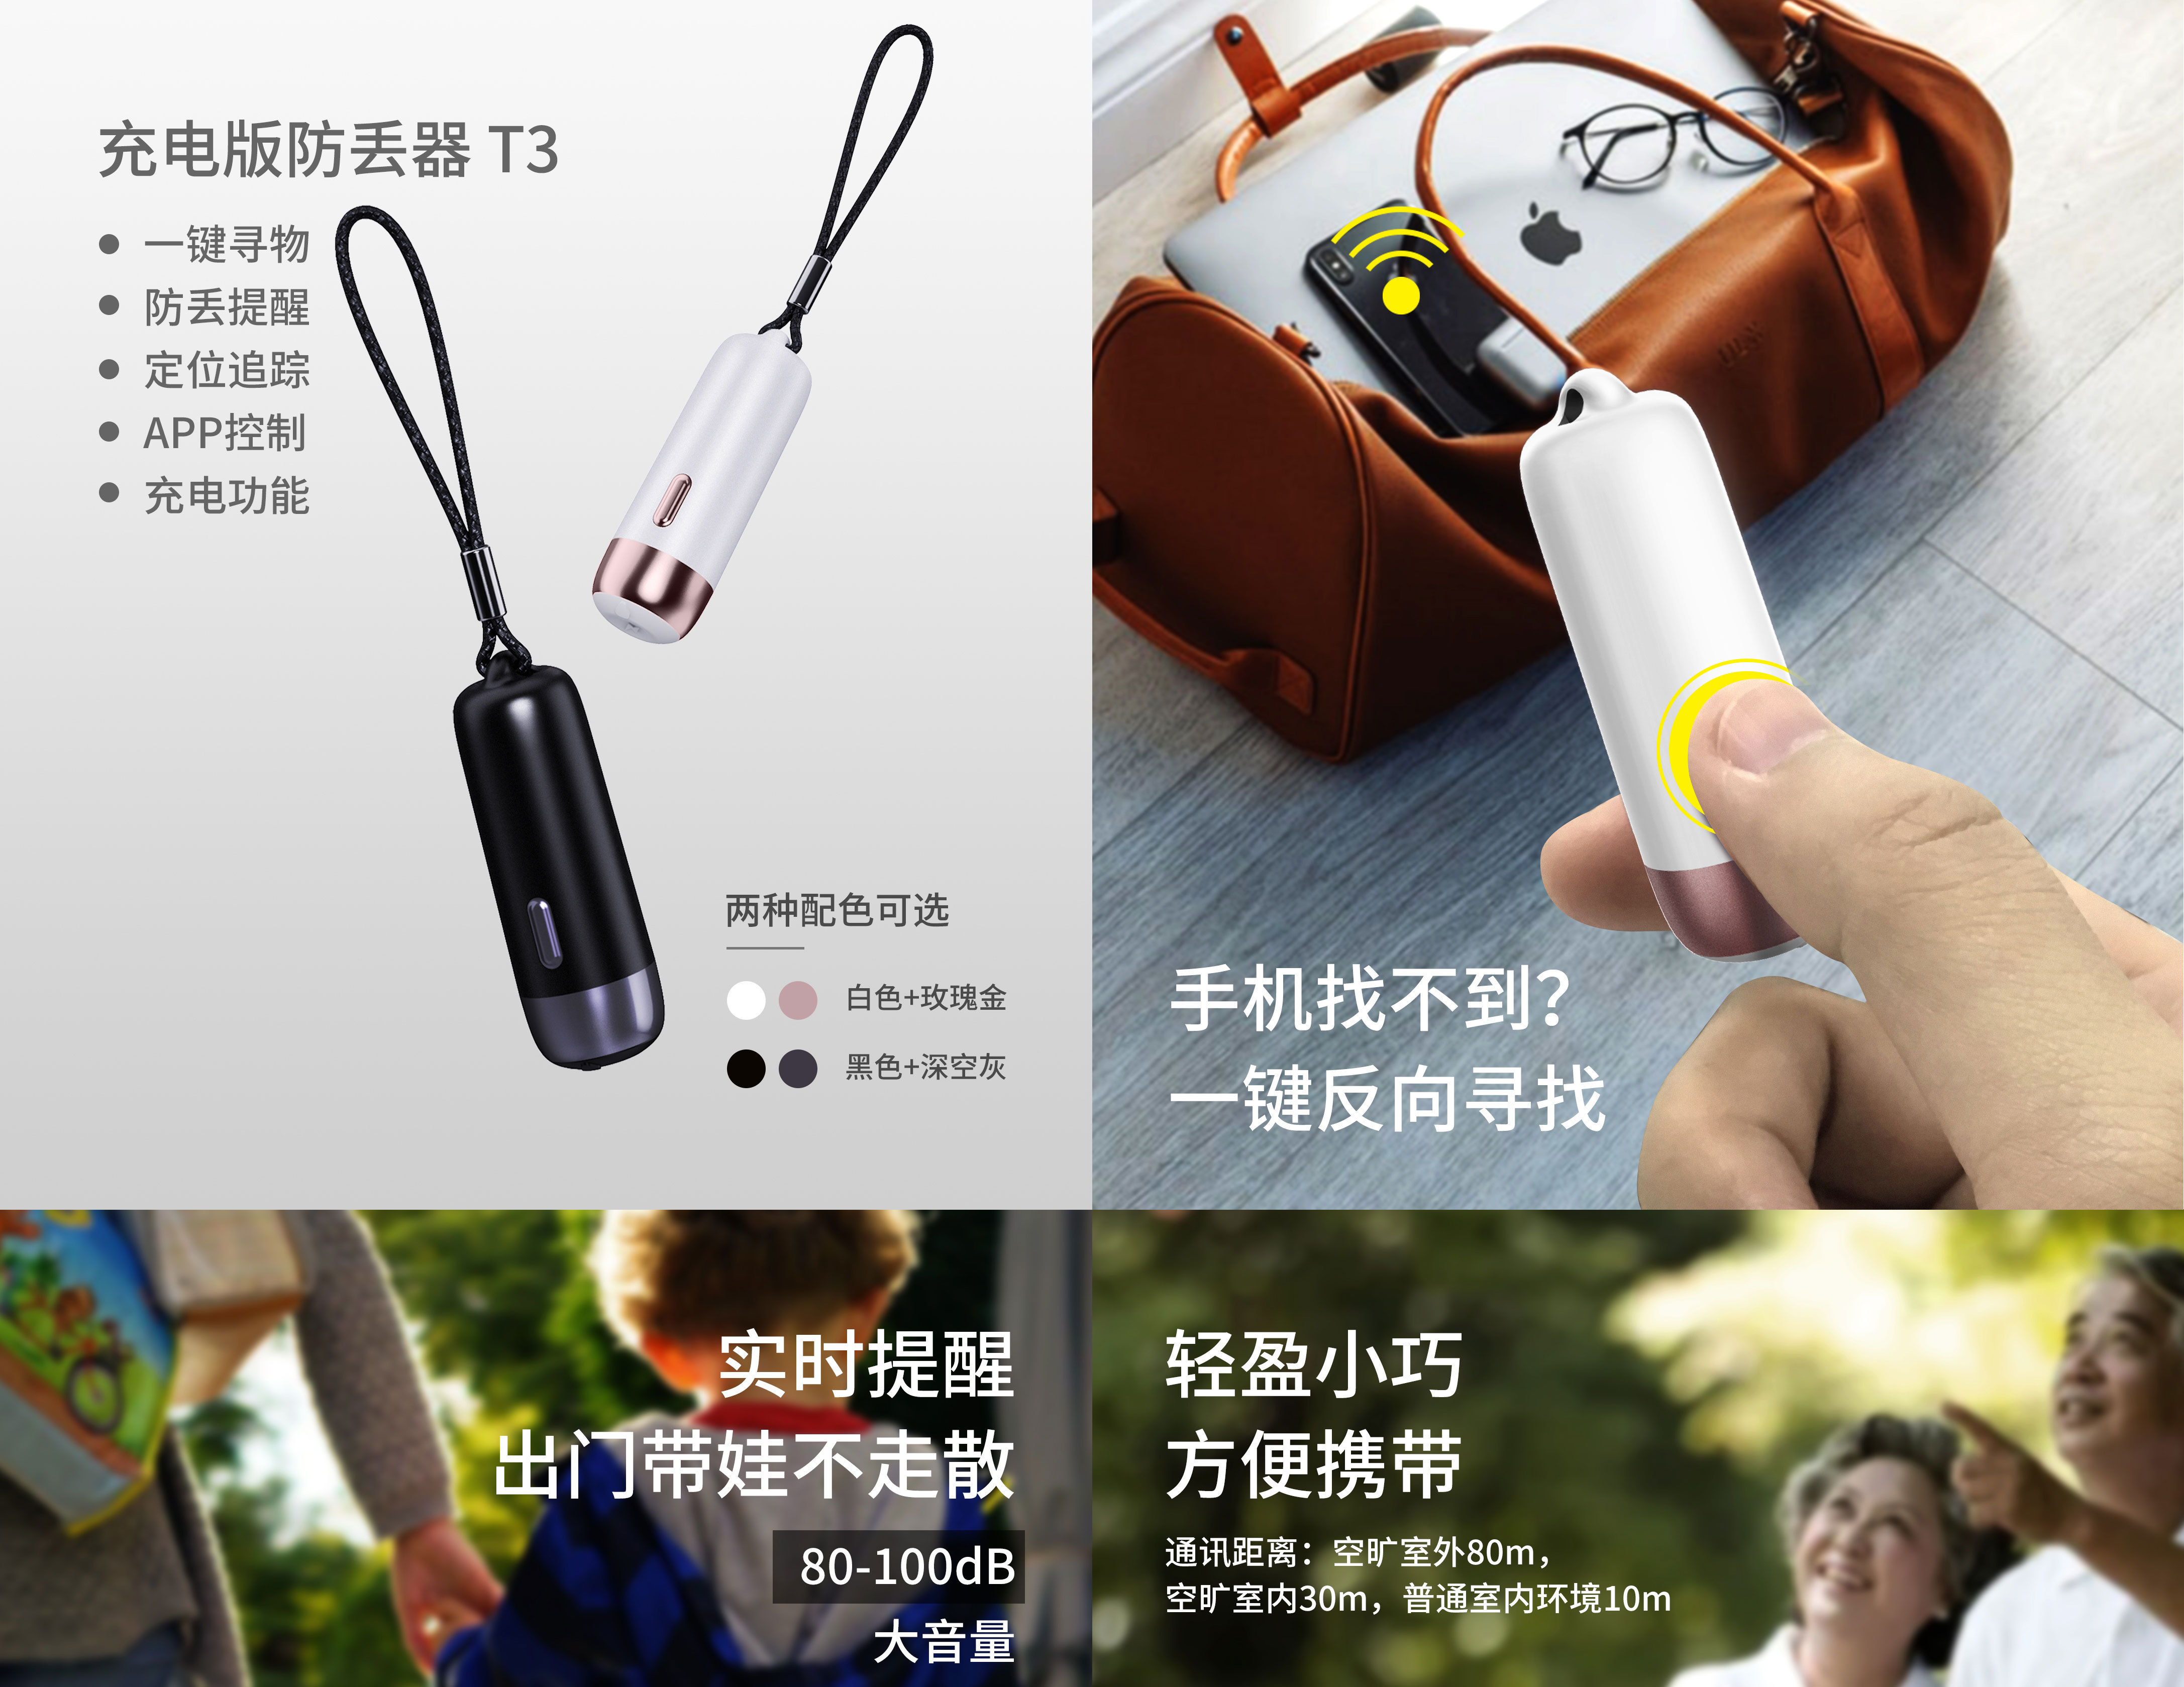 充电版防丢器 T3
一键寻物
防丢提醒
定位追踪
APP控制
充电功能
两种配色可选
白色+玫瑰金
黑色+深空灰
手机找不到？
一键反向寻找
实时提醒
出门带娃不走散
80-100dB
大音量
轻盈小巧
方便携带
通讯距离：空旷室外80m，
空旷室内30m，普通室内环境10m